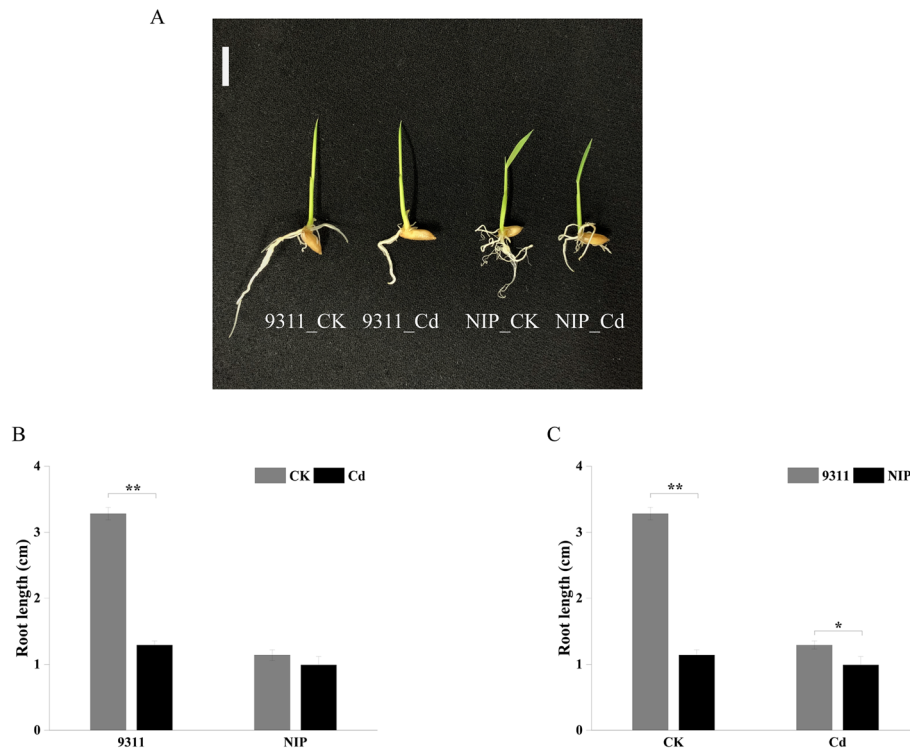 A
9311_CK 9311_Cd NIP_CK NIP_Cd
B
CK Cd
**
Root length (cm)
4
3
2
1
0
9311 NIP
C
9311 NIP
**
*
Root length (cm)
4
3
2
1
0
CK Cd